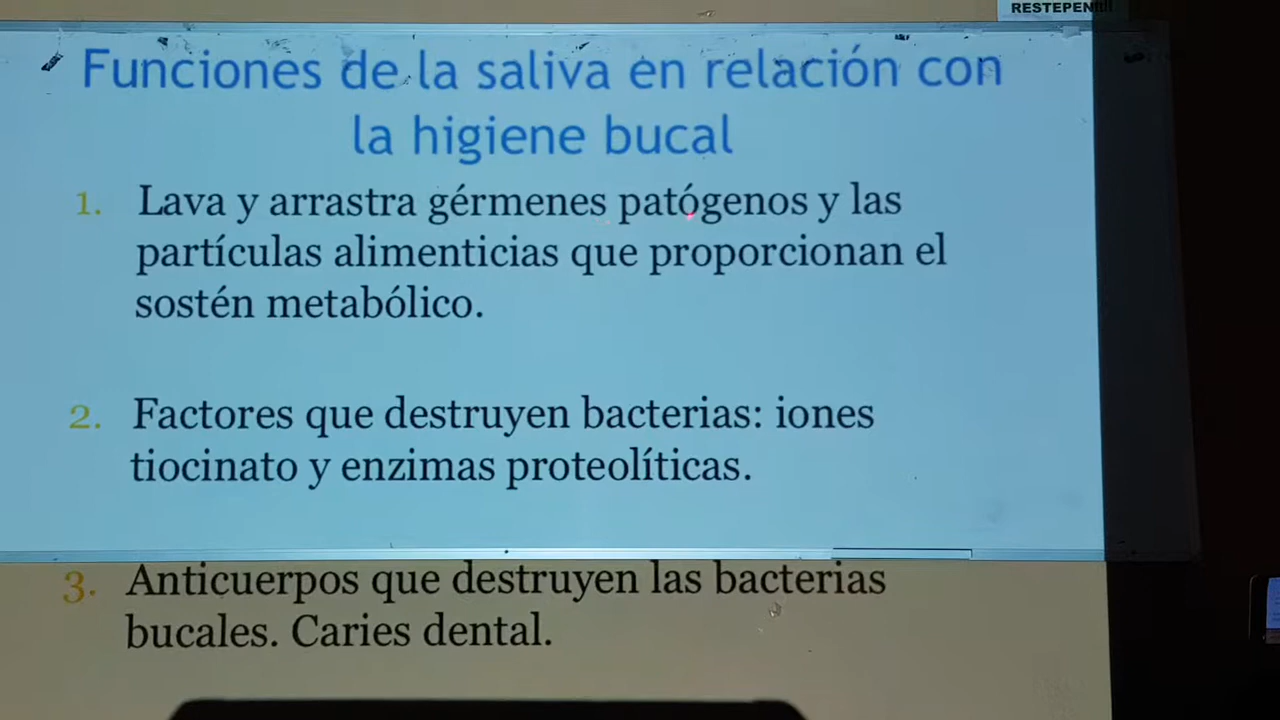 RESTEPEN!!!
Funciones de la saliva en relación con
la higiene bucal
1. Lava y arrastra gérmenes patógenos y las
partículas alimenticias que proporcionan el
sostén metabólico.
2. Factores que destruyen bacterias: iones
tiocinato y enzimas proteolíticas.
3. Anticuerpos que destruyen las bacterias
bucales. Caries dental.